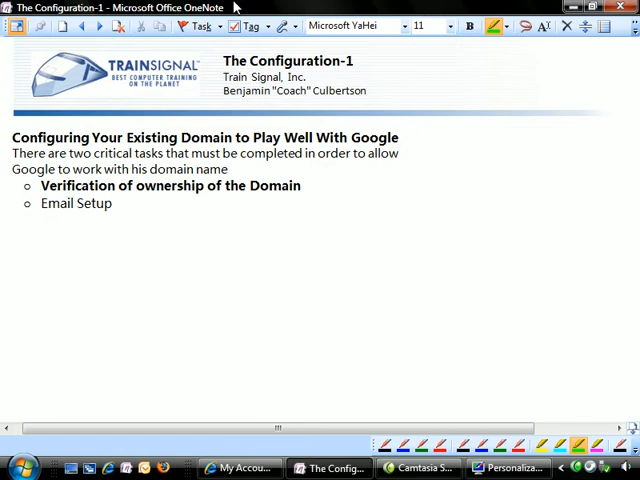 The Configuration-1 - Microsoft Office OneNote
Task
Tag
Microsoft YaHei
11
B
TRAINSIGNAL
BEST COMPUTER TRAINING
ON THE PLANET
The Configuration-1
Train Signal, Inc.
Benjamin "Coach" Culbertson
Configuring Your Existing Domain to Play Well With Google
There are two critical tasks that must be completed in order to allow
Google to work with his domain name
Verification of ownership of the Domain
Email Setup
My Accou...
The Config...
Camtasia S...
Personaliza...
8:06 PM